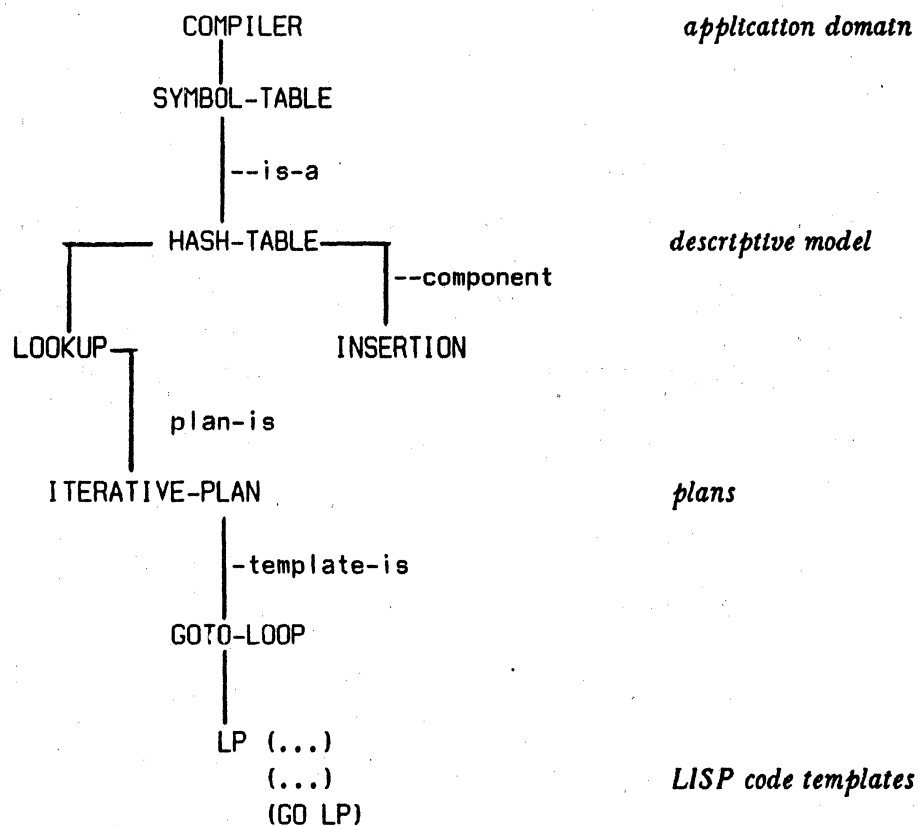 COMPILER application domain
SYMBOL-TABLE
--is-a
HASH-TABLE descriptive model
--component
LOOKUP INSERTION
plan-is
ITERATIVE-PLAN plans
-template-is
GOTO-LOOP
LP (...)
(...) LISP code templates
(GO LP)